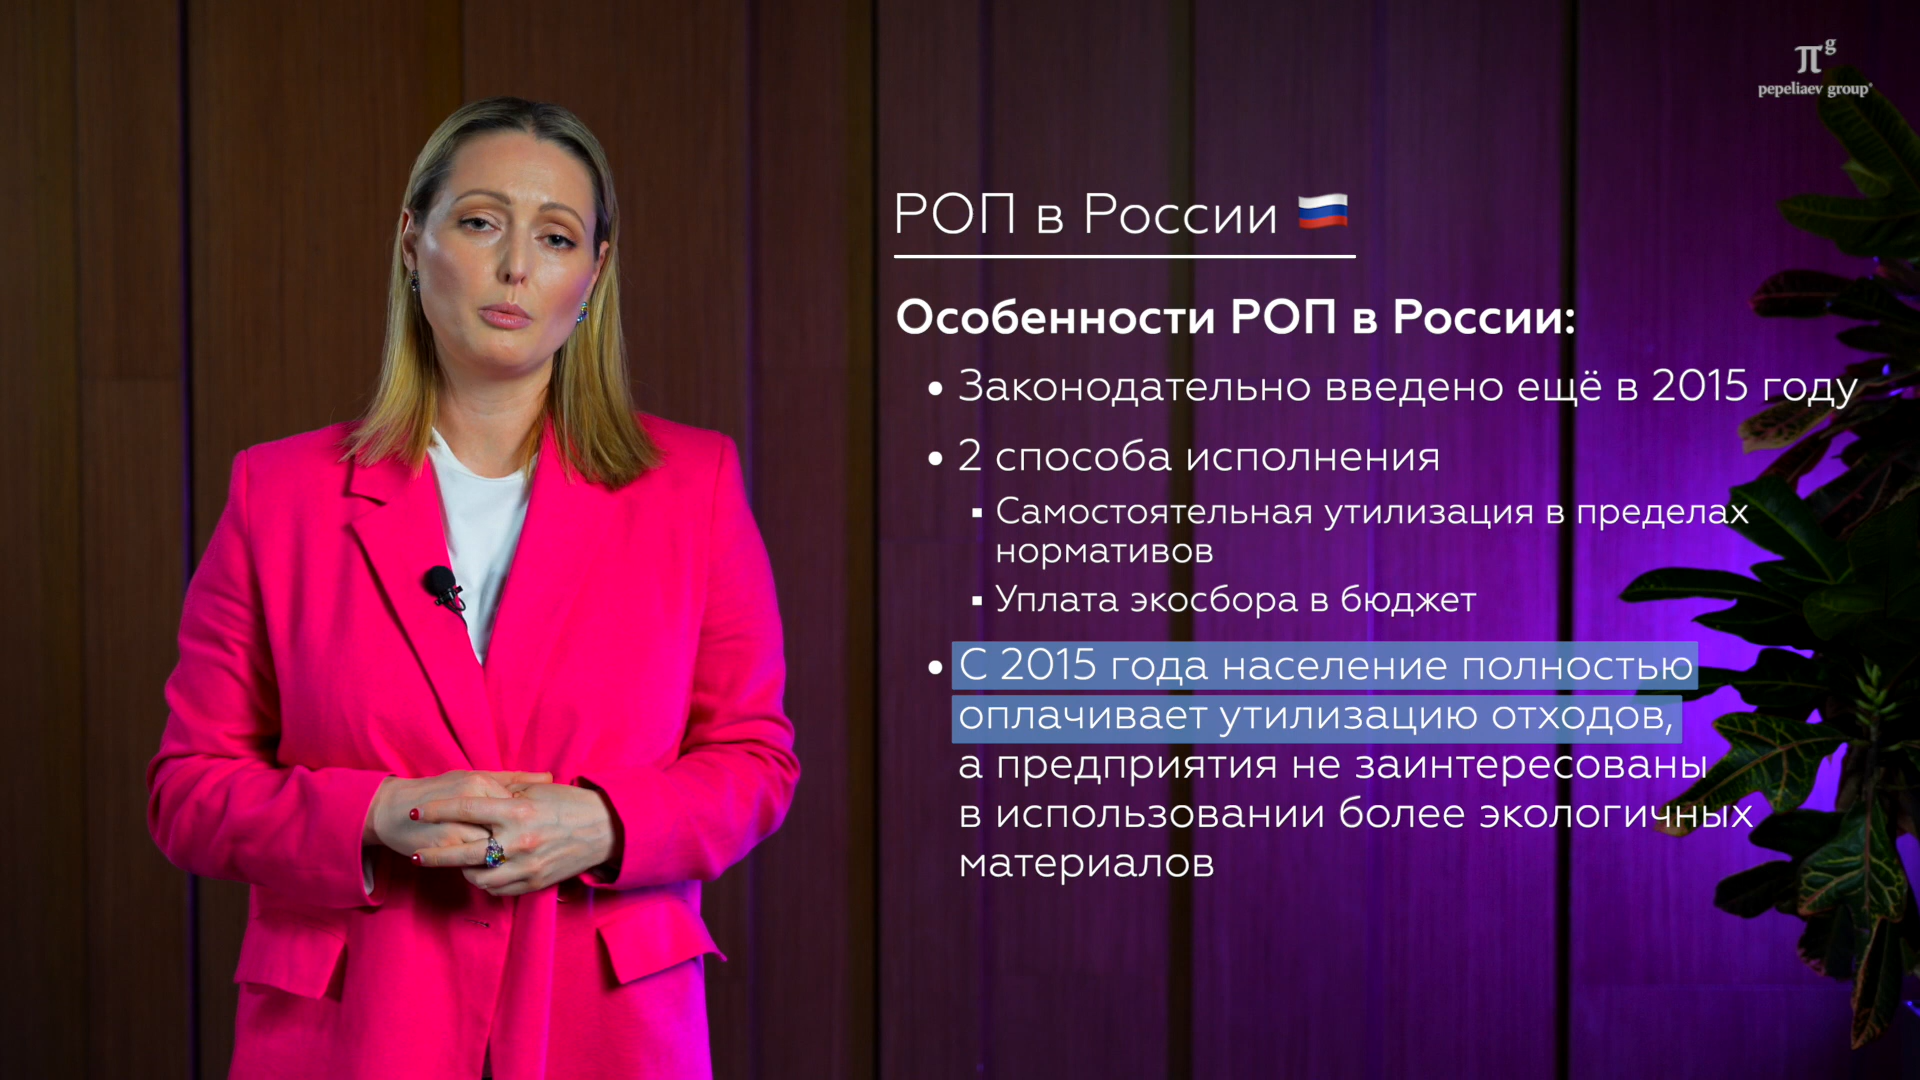 πg
pepeliaev group®
РОП в России
Особенности РОП в России:
• Законодательно введено ещё в 2015 году
• 2 способа исполнения
▪ Самостоятельная утилизация в пределах
нормативов
▪ Уплата экосбора в бюджет
• С 2015 года население полностью
оплачивает утилизацию отходов,
а предприятия не заинтересованы
в использовании более экологичных
материалов